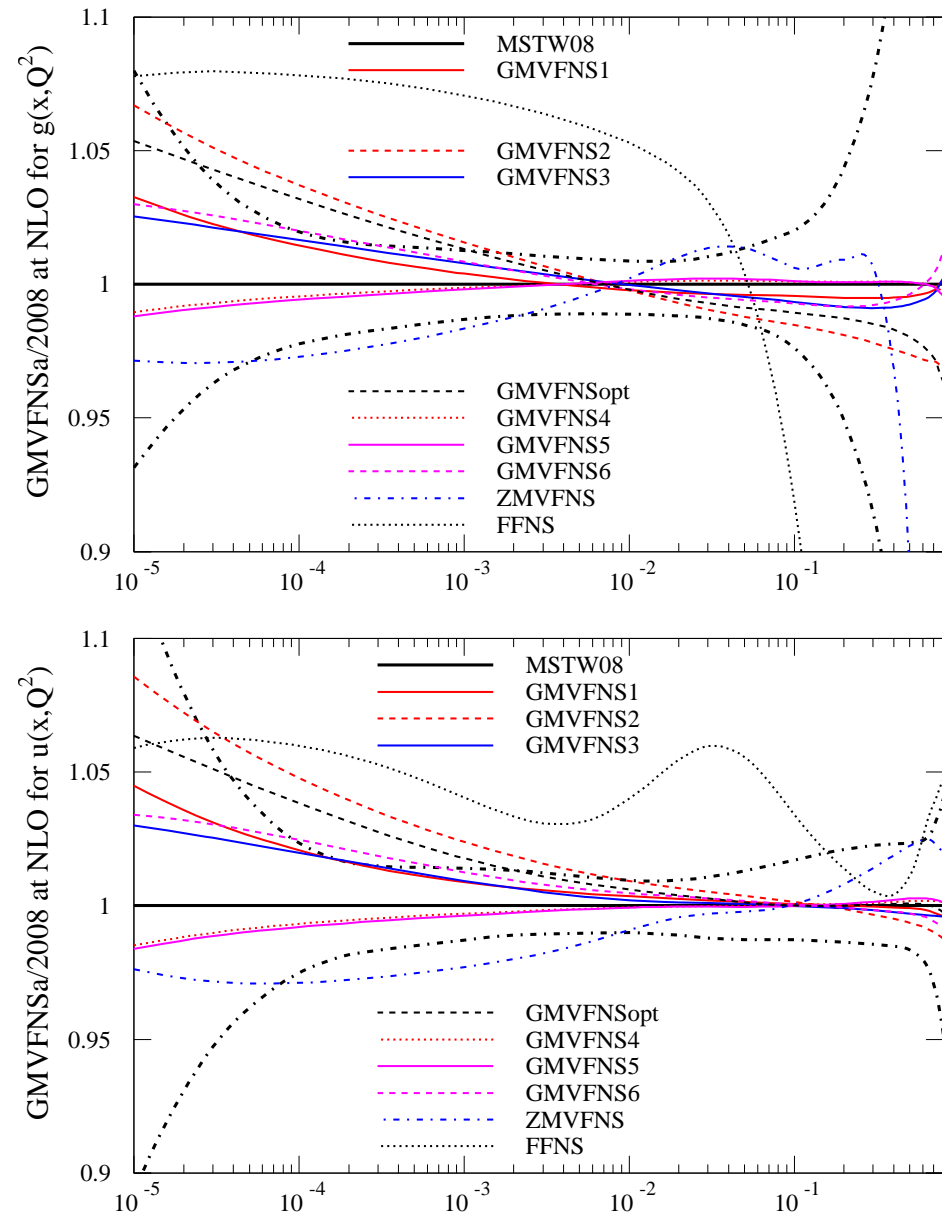 GMVFNSa/2008 at NLO for g(x,Q^2)
1.1
1.05
1
0.95
0.9
MSTW08
GMVFNS1
GMVFNS2
GMVFNS3
GMVFNSopt
GMVFNS4
GMVFNS5
GMVFNS6
ZMVFNS
FFNS
10^-5 10^-4 10^-3 10^-2 10^-1
GMVFNSa/2008 at NLO for u(x,Q^2)
1.1
1.05
1
0.95
0.9
MSTW08
GMVFNS1
GMVFNS2
GMVFNS3
GMVFNSopt
GMVFNS4
GMVFNS5
GMVFNS6
ZMVFNS
FFNS
10^-5 10^-4 10^-3 10^-2 10^-1